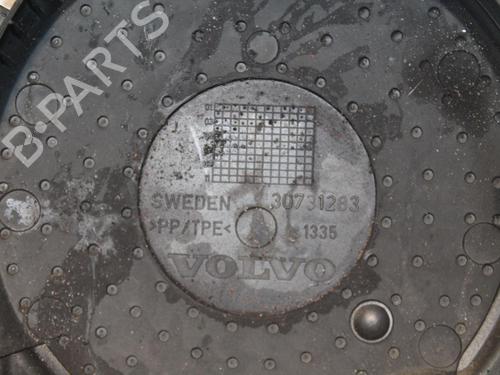 B-PARTS
SWEDEN 30731283
>PP/TPE< 1335
VOLVO